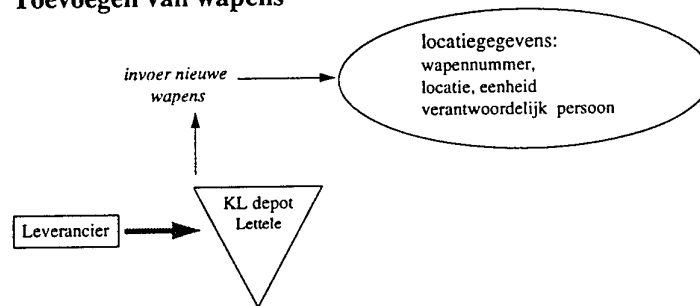 Toevoegen van wapens
locatiegegevens:
wapennummer,
locatie, eenheid
verantwoordelijk persoon
invoer nieuwe
wapens
KL depot
Lettele
Leverancier